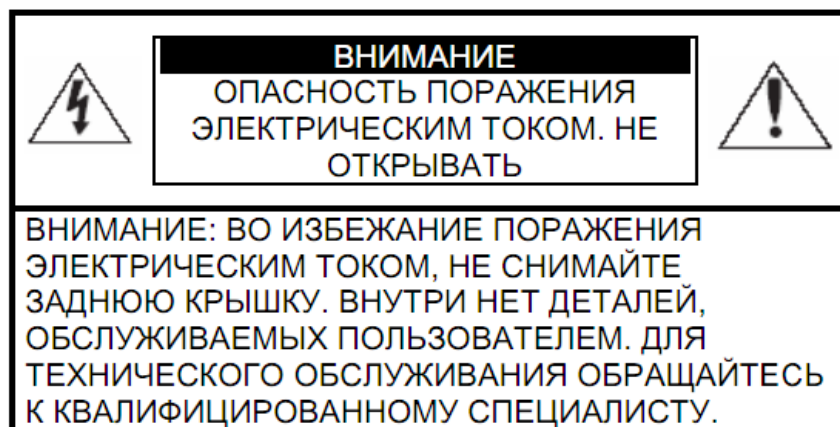 ВНИМАНИЕ
ОПАСНОСТЬ ПОРАЖЕНИЯ
ЭЛЕКТРИЧЕСКИМ ТОКОМ. НЕ
ОТКРЫВАТЬ
ВНИМАНИЕ: ВО ИЗБЕЖАНИЕ ПОРАЖЕНИЯ
ЭЛЕКТРИЧЕСКИМ ТОКОМ, НЕ СНИМАЙТЕ
ЗАДНЮЮ КРЫШКУ. ВНУТРИ НЕТ ДЕТАЛЕЙ,
ОБСЛУЖИВАЕМЫХ ПОЛЬЗОВАТЕЛЕМ. ДЛЯ
ТЕХНИЧЕСКОГО ОБСЛУЖИВАНИЯ ОБРАЩАЙТЕСЬ
К КВАЛИФИЦИРОВАННОМУ СПЕЦИАЛИСТУ.